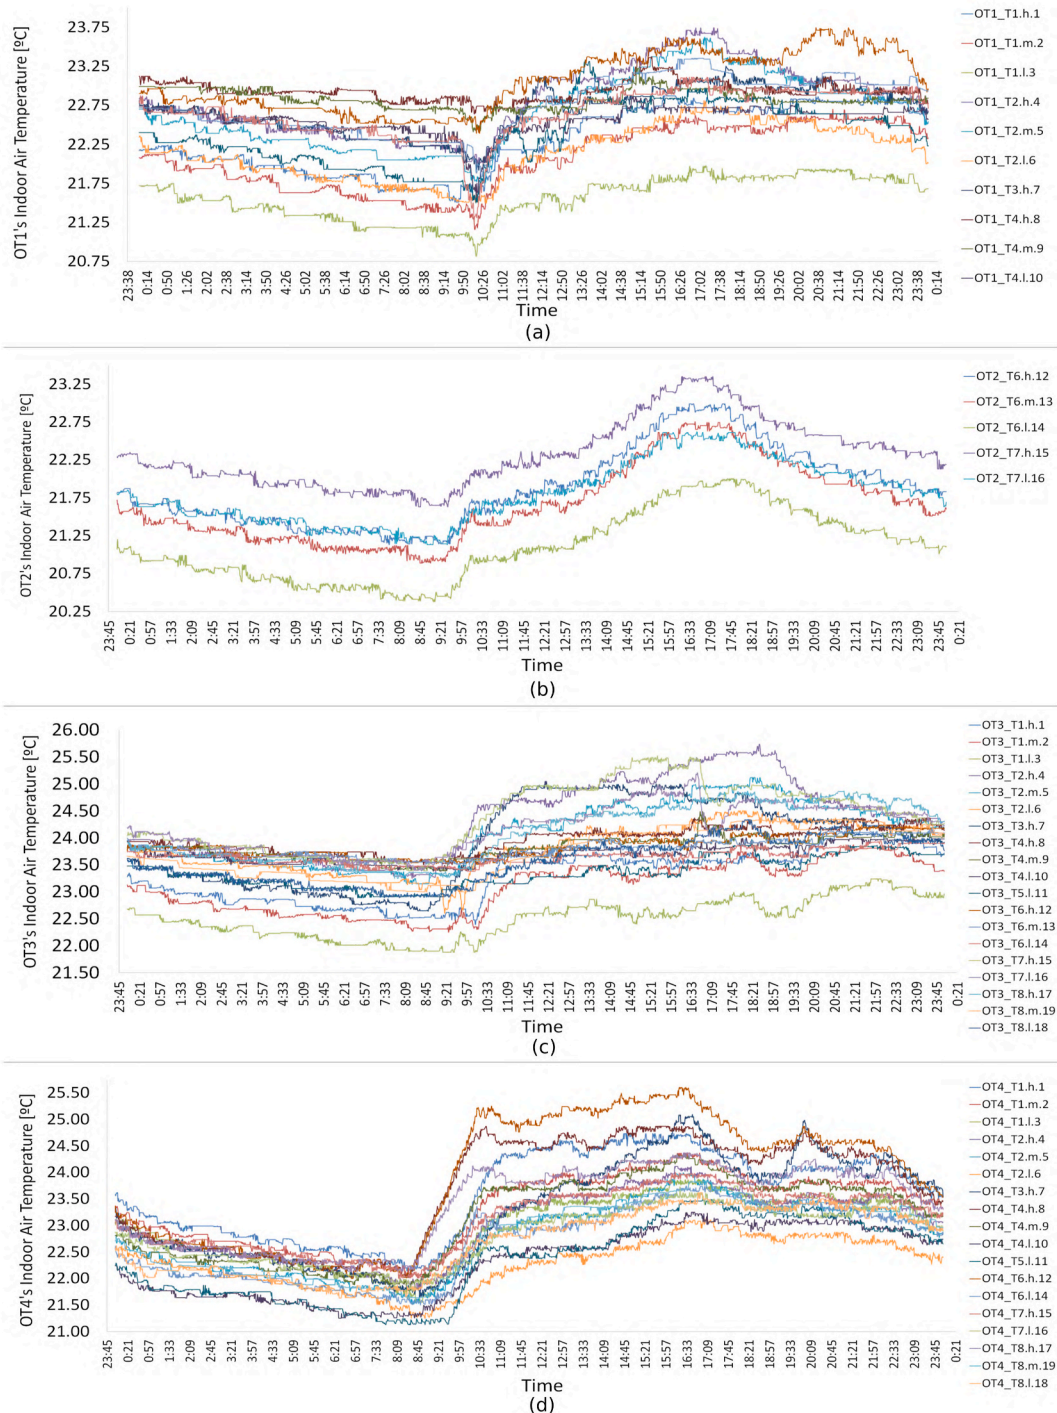 OT1's Indoor Air Temperature [ºC]
23.75
23.25
22.75
22.25
21.75
21.25
20.75
23:38 0:14 0:50 1:26 2:02 2:38 3:14 3:50 4:26 5:02 5:38 6:14 6:50 7:26 8:02 8:38 9:14 9:50 10:26 11:02 11:38 12:14 12:50 13:26 14:02 14:38 15:14 15:50 16:26 17:02 17:38 18:14 18:50 19:26 20:02 20:38 21:14 21:50 22:26 23:02 23:38 0:14
Time
(a)
OT1_T1.h.1
OT1_T1.m.2
OT1_T1.l.3
OT1_T2.h.4
OT1_T2.m.5
OT1_T2.l.6
OT1_T3.h.7
OT1_T4.h.8
OT1_T4.m.9
OT1_T4.l.10
OT2's Indoor Air Temperature [ºC]
23.25
22.75
22.25
21.75
21.25
20.75
20.25
23:45 0:21 0:57 1:33 2:09 2:45 3:21 3:57 4:33 5:09 5:45 6:21 6:57 7:33 8:09 8:45 9:21 9:57 10:33 11:09 11:45 12:21 12:57 13:33 14:09 14:45 15:21 15:57 16:33 17:09 17:45 18:21 18:57 19:33 20:09 20:45 21:21 21:57 22:33 23:09 23:45 0:21
Time
(b)
OT2_T6.h.12
OT2_T6.m.13
OT2_T6.l.14
OT2_T7.h.15
OT2_T7.l.16
OT3's Indoor Air Temperature [ºC]
26.00
25.50
25.00
24.50
24.00
23.50
23.00
22.50
22.00
21.50
23:45 0:21 0:57 1:33 2:09 2:45 3:21 3:57 4:33 5:09 5:45 6:21 6:57 7:33 8:09 8:45 9:21 9:57 10:33 11:09 11:45 12:21 12:57 13:33 14:09 14:45 15:21 15:57 16:33 17:09 17:45 18:21 18:57 19:33 20:09 20:45 21:21 21:57 22:33 23:09 23:45 0:21
Time
(c)
OT3_T1.h.1
OT3_T1.m.2
OT3_T1.l.3
OT3_T2.h.4
OT3_T2.m.5
OT3_T2.l.6
OT3_T3.h.7
OT3_T4.h.8
OT3_T4.m.9
OT3_T4.l.10
OT3_T5.l.11
OT3_T6.h.12
OT3_T6.m.13
OT3_T6.l.14
OT3_T7.h.15
OT3_T7.l.16
OT3_T8.h.17
OT3_T8.m.19
OT3_T8.l.18
OT4's Indoor Air Temperature [ºC]
25.50
25.00
24.50
24.00
23.50
23.00
22.50
22.00
21.50
21.00
23:45 0:21 0:57 1:33 2:09 2:45 3:21 3:57 4:33 5:09 5:45 6:21 6:57 7:33 8:09 8:45 9:21 9:57 10:33 11:09 11:45 12:21 12:57 13:33 14:09 14:45 15:21 15:57 16:33 17:09 17:45 18:21 18:57 19:33 20:09 20:45 21:21 21:57 22:33 23:09 23:45 0:21
Time
(d)
OT4_T1.h.1
OT4_T1.m.2
OT4_T1.l.3
OT4_T2.h.4
OT4_T2.m.5
OT4_T2.l.6
OT4_T3.h.7
OT4_T4.h.8
OT4_T4.m.9
OT4_T4.l.10
OT4_T5.l.11
OT4_T6.h.12
OT4_T6.l.14
OT4_T7.h.15
OT4_T7.l.16
OT4_T8.h.17
OT4_T8.m.19
OT4_T8.l.18